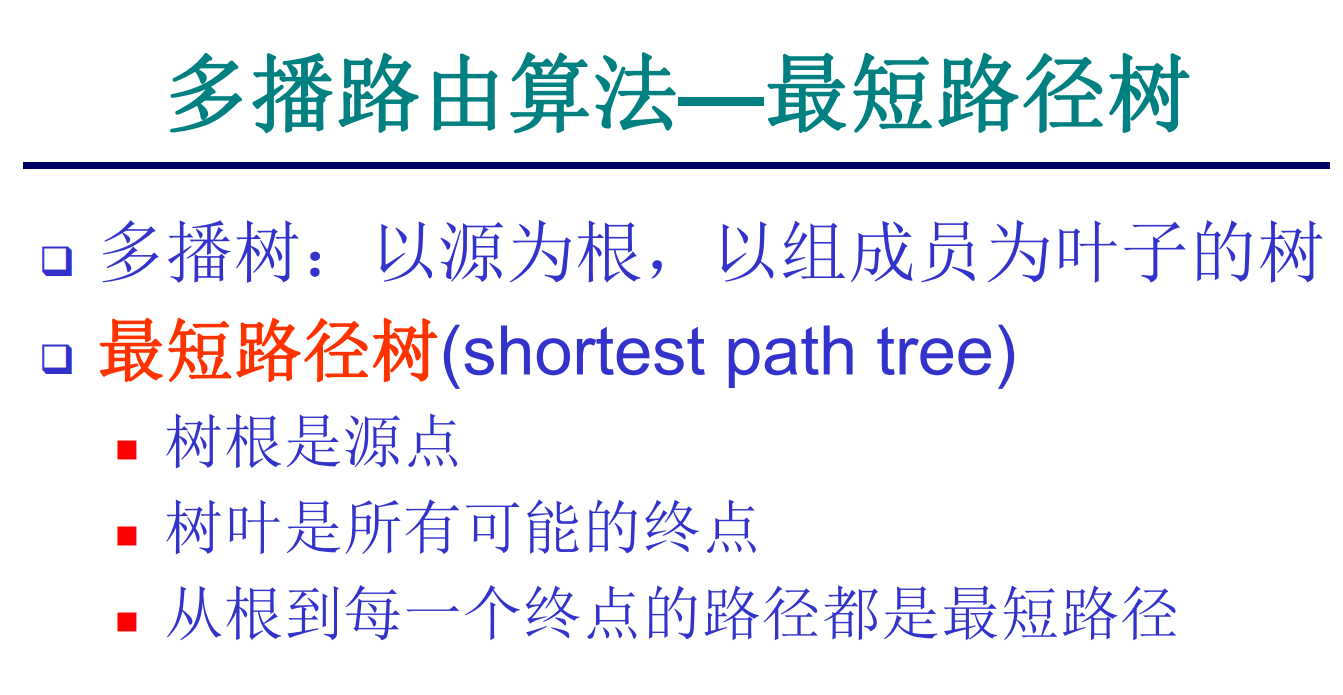 多播路由算法—最短路径树
多播树：以源为根，以组成员为叶子的树
最短路径树(shortest path tree)
树根是源点
树叶是所有可能的终点
从根到每一个终点的路径都是最短路径